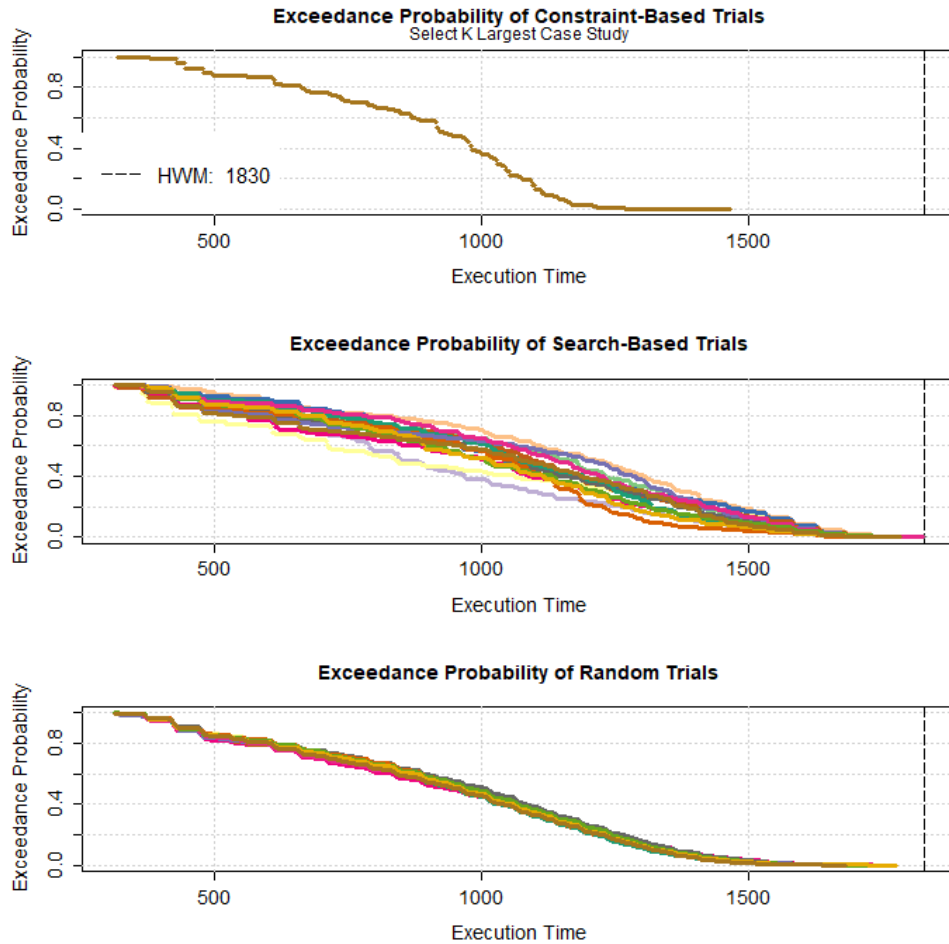 Exceedance Probability of Constraint-Based Trials
Select K Largest Case Study
Exceedance Probability
0.8
0.4
0.0
HWM: 1830
500 1000 1500
Execution Time
Exceedance Probability of Search-Based Trials
Exceedance Probability
0.8
0.4
0.0
500 1000 1500
Execution Time
Exceedance Probability of Random Trials
Exceedance Probability
0.8
0.4
0.0
500 1000 1500
Execution Time